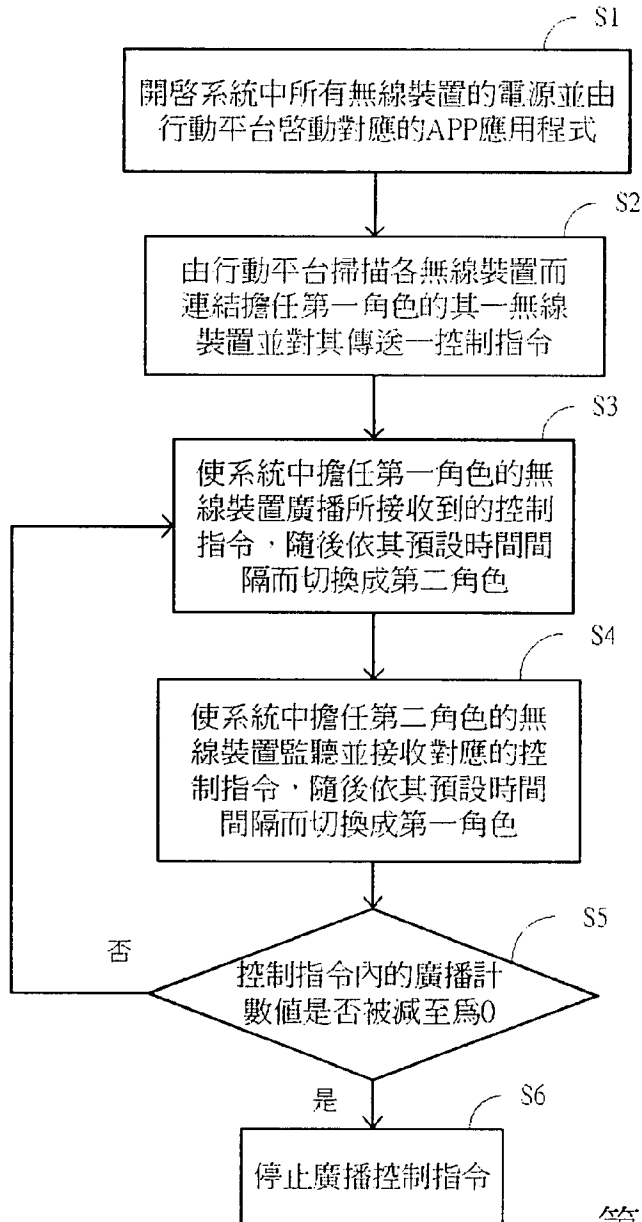 S1
開啓系統中所有無線裝置的電源並由
行動平台啓動對應的APP應用程式
S2
由行動平台掃描各無線裝置而
連結擔任第一角色的其一無線
裝置並對其傳送一控制指令
S3
使系統中擔任第一角色的無
線裝置廣播所接收到的控制
指令，隨後依其預設時間間
隔而切換成第二角色
S4
使系統中擔任第二角色的無
線裝置監聽並接收對應的控
制指令，隨後依其預設時間
間隔而切換成第一角色
S5
否
控制指令內的廣播計
數值是否被減至爲0
是
S6
停止廣播控制指令